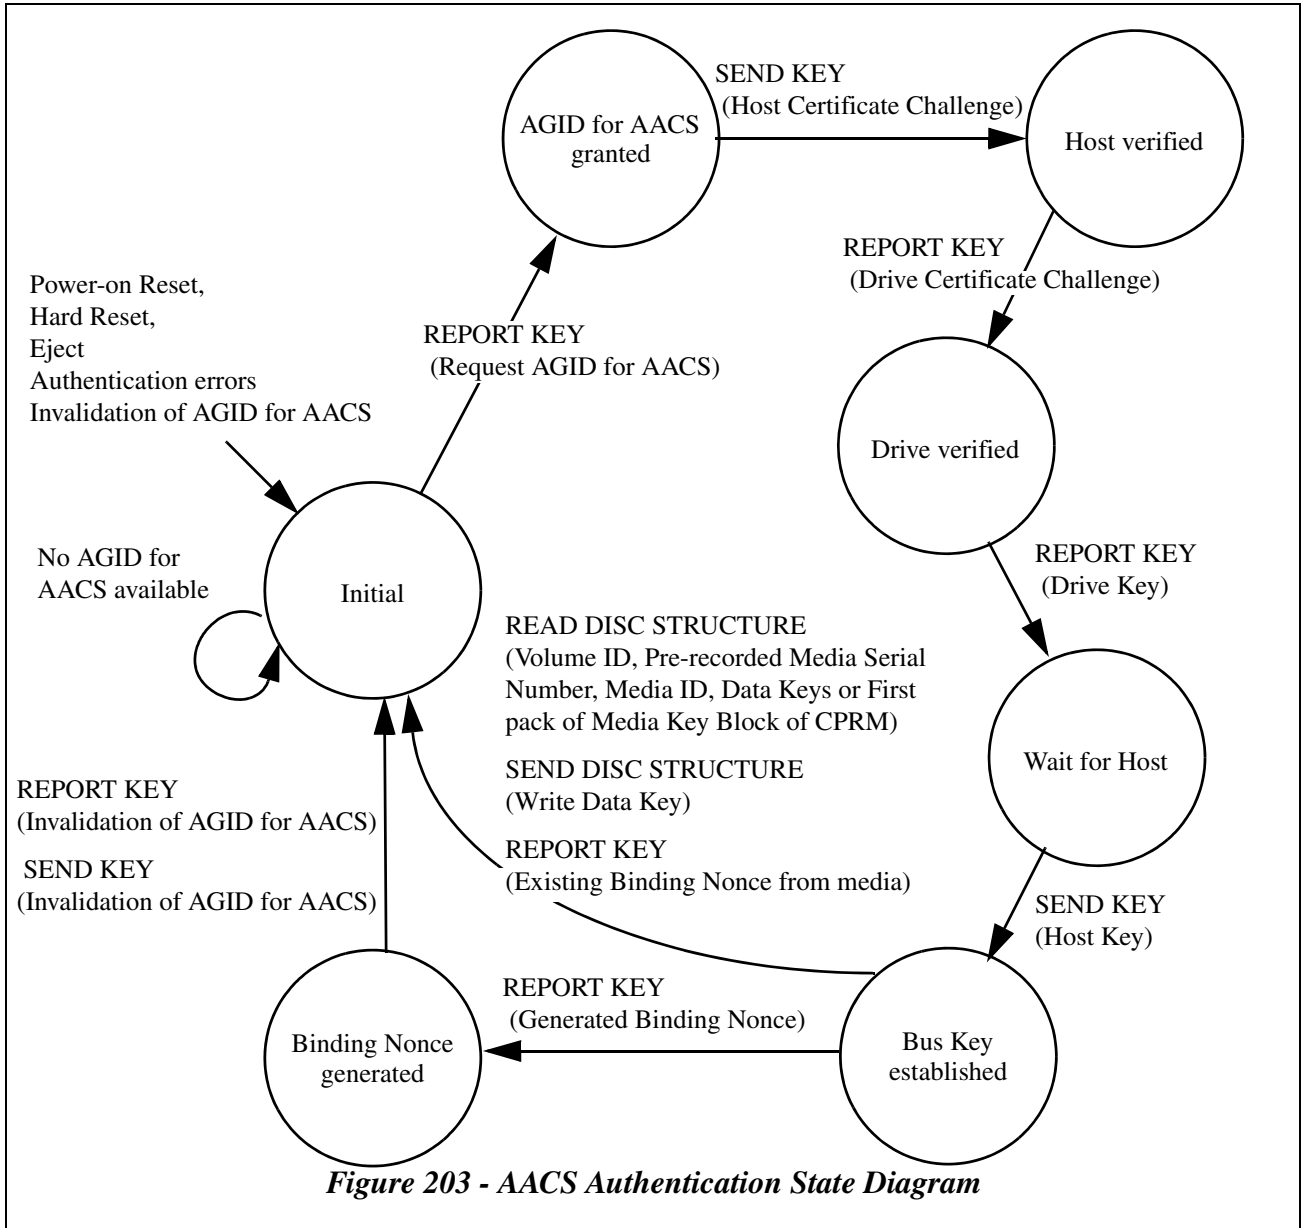 SEND KEY
(Host Certificate Challenge)
AGID for AACS
granted
Host verified
REPORT KEY
(Drive Certificate Challenge)
Power-on Reset,
Hard Reset,
Eject
Authentication errors
Invalidation of AGID for AACS
REPORT KEY
(Request AGID for AACS)
Drive verified
No AGID for
AACS available
Initial
REPORT KEY
(Drive Key)
READ DISC STRUCTURE
(Volume ID, Pre-recorded Media Serial
Number, Media ID, Data Keys or First
pack of Media Key Block of CPRM)
SEND DISC STRUCTURE
(Write Data Key)
REPORT KEY
(Existing Binding Nonce from media)
Wait for Host
REPORT KEY
(Invalidation of AGID for AACS)
SEND KEY
(Invalidation of AGID for AACS)
SEND KEY
(Host Key)
REPORT KEY
(Generated Binding Nonce)
Binding Nonce
generated
Bus Key
established
Figure 203 - AACS Authentication State Diagram